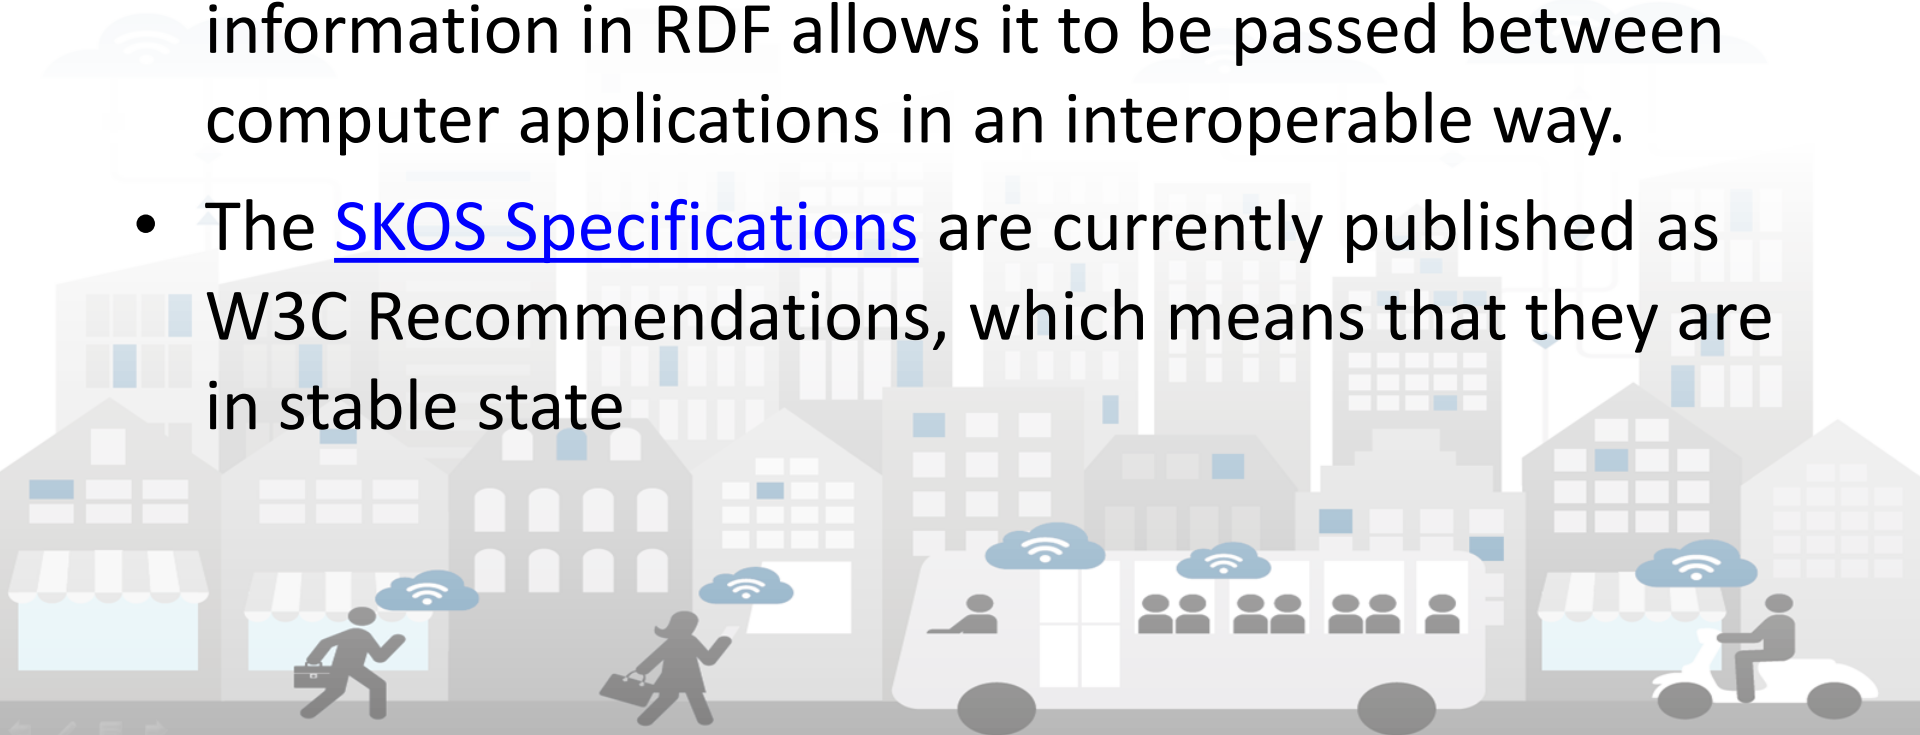 information in RDF allows it to be passed between
computer applications in an interoperable way.
• The SKOS Specifications are currently published as
W3C Recommendations, which means that they are
in stable state